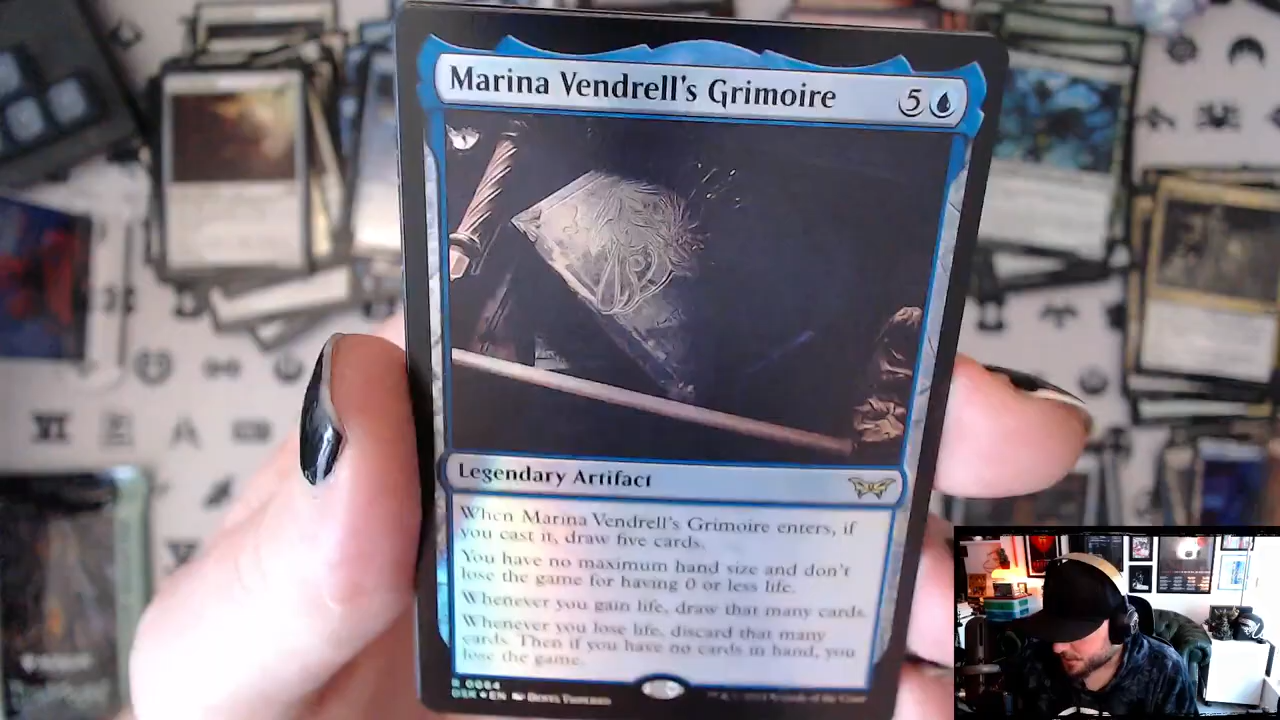 Marina Vendrell's Grimoire 5
Legendary Artifact
When Marina Vendrell's Grimoire enters, if
you cast it, draw five cards.
You have no maximum hand size and don't
lose the game for having 0 or less life.
Whenever you gain life, draw that many cards.
Whenever you lose life, discard that many
cards. Then if you have no cards in hand, you
lose the game.
R 0064
DSK EN